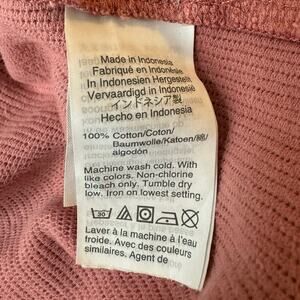 Made in Indonesia
Fabriqué en Indonésie
In Indonesien Hergestellt
Vervaardigd in Indonesië
インドネシア製
Hecho en Indonesia
100% Cotton/Coton/
Baumwolle/Katoen/綿/
algodón
Machine wash cold. With
like colors. Non-chlorine
bleach only. Tumble dry
low. Iron on lowest setting.
30
Laver à la machine à l'eau
froide. Avec des couleurs
similaires. Agent de